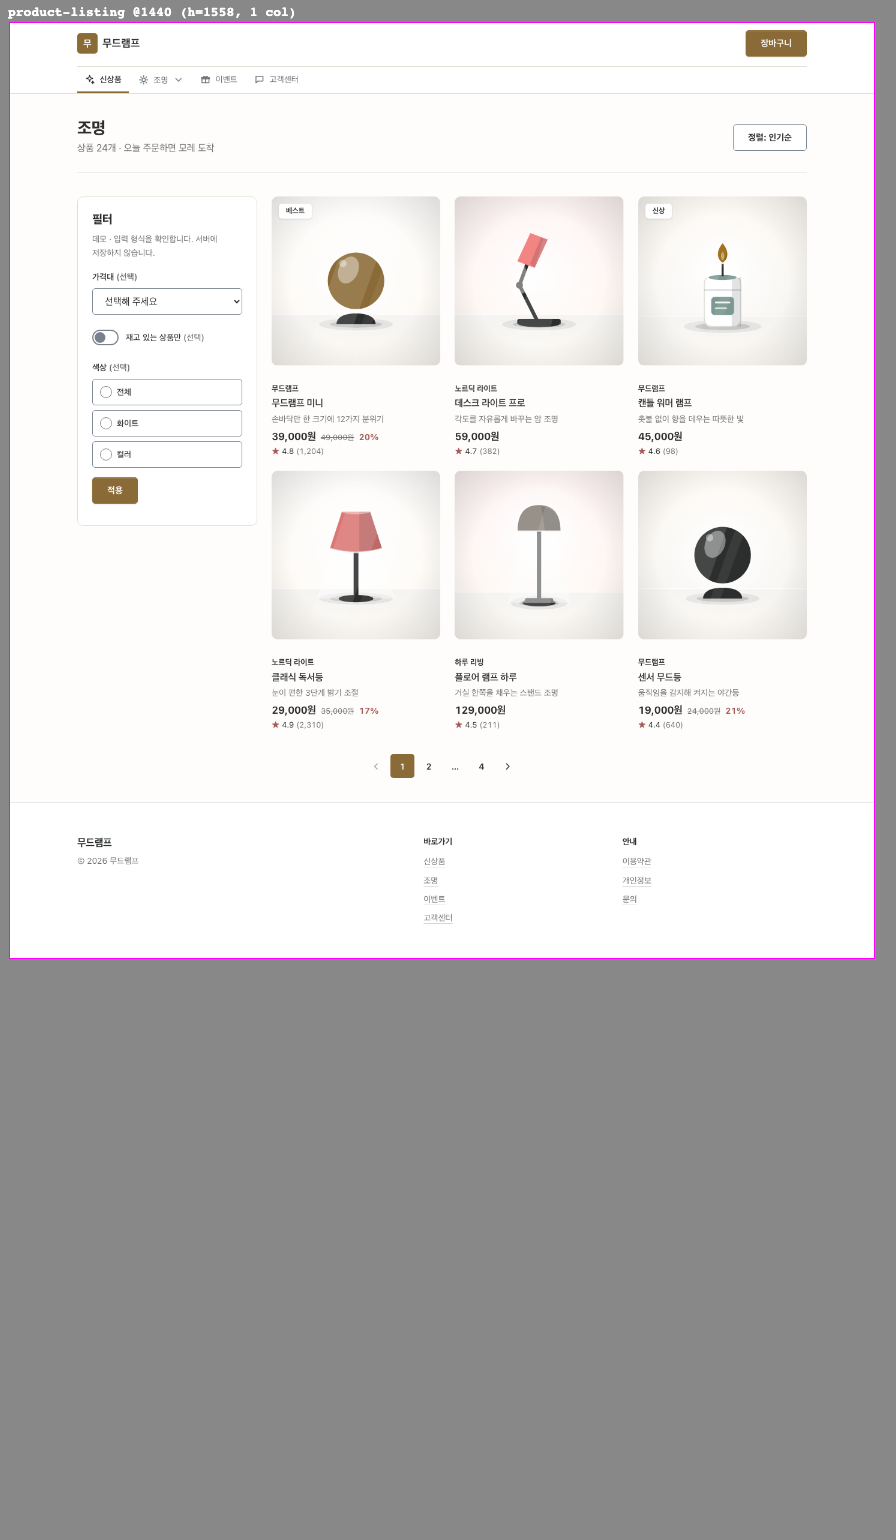 product-listing @1440 (h=1558, 1 col)
무 무드램프
장바구니
신상품 조명 이벤트 고객센터
조명
상품 24개 · 오늘 주문하면 모레 도착
정렬: 인기순
필터
데모 · 입력 형식을 확인합니다. 서버에
저장하지 않습니다.
가격대 (선택)
선택해 주세요
재고 있는 상품만 (선택)
색상 (선택)
전체
화이트
컬러
적용
베스트
무드램프
무드램프 미니
손바닥만 한 크기에 12가지 분위기
39,000원 49,000원 20%
★ 4.8 (1,204)
노르딕 라이트
데스크 라이트 프로
각도를 자유롭게 바꾸는 암 조명
59,000원
★ 4.7 (382)
신상
무드램프
캔들 워머 램프
촛불 없이 향을 데우는 따뜻한 빛
45,000원
★ 4.6 (98)
노르딕 라이트
클래식 독서등
눈이 편한 3단계 밝기 조절
29,000원 35,000원 17%
★ 4.9 (2,310)
하루 리빙
플로어 램프 하루
거실 한쪽을 채우는 스탠드 조명
129,000원
★ 4.5 (211)
무드램프
센서 무드등
움직임을 감지해 켜지는 야간등
19,000원 24,000원 21%
★ 4.4 (640)
1 2 … 4
무드램프
© 2026 무드램프
바로가기
신상품
조명
이벤트
고객센터
안내
이용약관
개인정보
문의